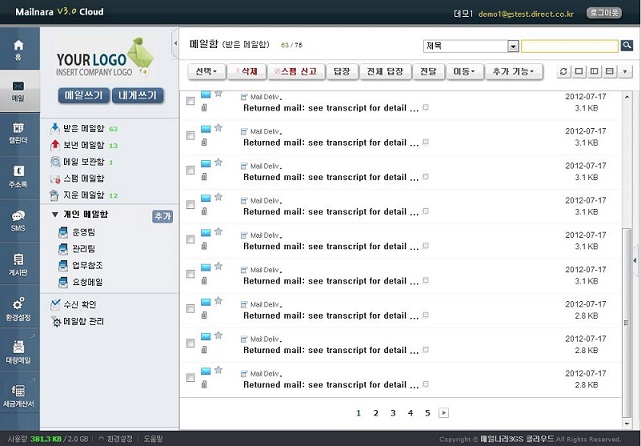 Mailnara v3.0 Cloud
데모1 demo1@gstest.direct.co.kr 로그아웃
홈
메일
캘린더
주소록
SMS
게시판
환경설정
대량메일
세금계산서
YOUR LOGO
INSERT COMPANY LOGO
메일쓰기 내게쓰기
받은 메일함 63
보낸 메일함 13
메일 보관함 1
스팸 메일함
지운 메일함 12
개인 메일함 추가
운영팀
관리팀
업무참조
요청메일
수신 확인
메일함 관리
메일함 (받은 메일함) 63 / 76
제목
선택 삭제 스팸 신고 답장 전체 답장 전달 이동 추가 기능
Mail Deliv. 2012-07-17
Returned mail: see transcript for detail ... 3.1 KB
Mail Deliv. 2012-07-17
Returned mail: see transcript for detail ... 3.1 KB
Mail Deliv. 2012-07-17
Returned mail: see transcript for detail ... 3.1 KB
Mail Deliv. 2012-07-17
Returned mail: see transcript for detail ... 3.1 KB
Mail Deliv. 2012-07-17
Returned mail: see transcript for detail ... 3.1 KB
Mail Deliv. 2012-07-17
Returned mail: see transcript for detail ... 3.1 KB
Mail Deliv. 2012-07-17
Returned mail: see transcript for detail ... 2.8 KB
Mail Deliv. 2012-07-17
Returned mail: see transcript for detail ... 2.8 KB
Mail Deliv. 2012-07-17
Returned mail: see transcript for detail ... 2.8 KB
1 2 3 4 5
사용량 381.3 KB / 2.0 GB 환경설정 도움말
Copyright © 메일나라3GS 클라우드 All Rights Reserved.